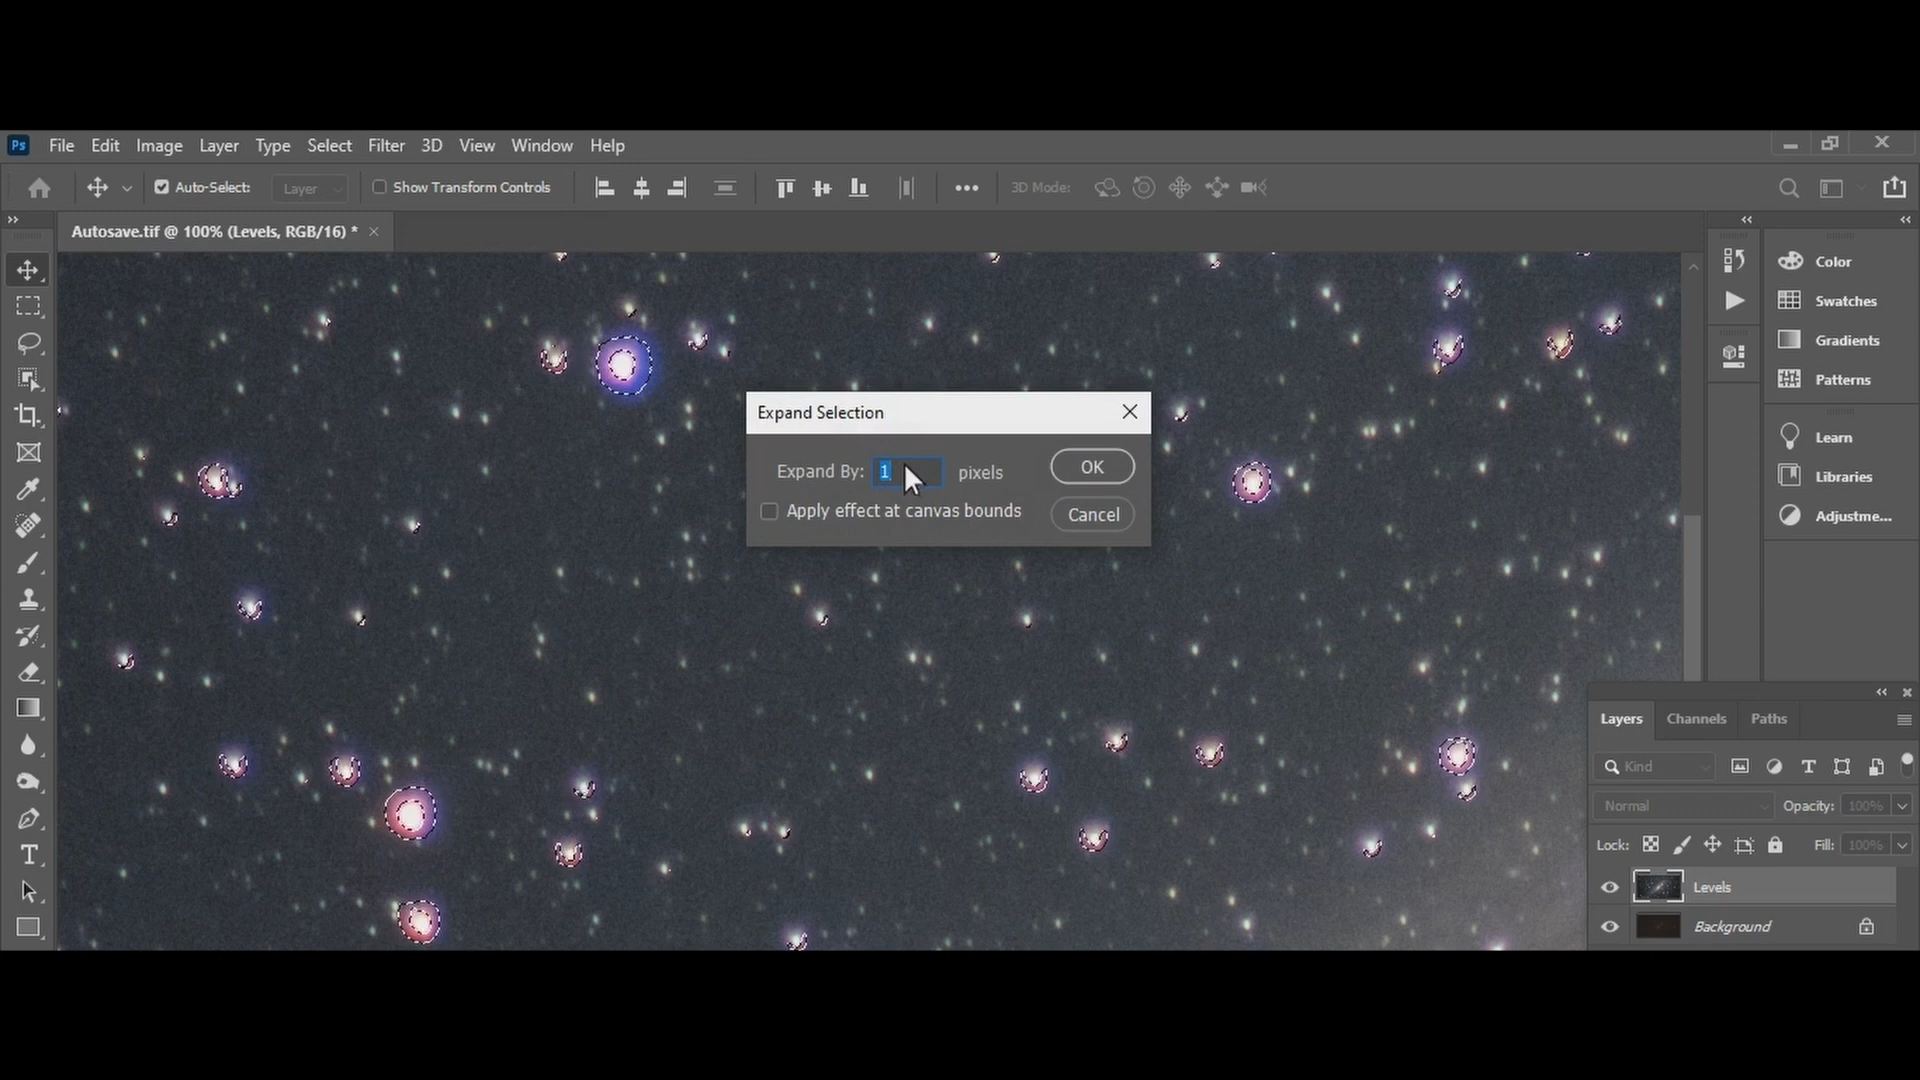 Ps File Edit Image Layer Type Select Filter 3D View Window Help
Auto-Select: Layer Show Transform Controls 3D Mode:
Autosave.tif @ 100% (Levels, RGB/16) *
Color
Swatches
Gradients
Patterns
Learn
Libraries
Adjustme...
Expand Selection
Expand By: 1 pixels OK
Apply effect at canvas bounds Cancel
Layers Channels Paths
Kind
Normal Opacity: 100%
Lock: Fill: 100%
Levels
Background